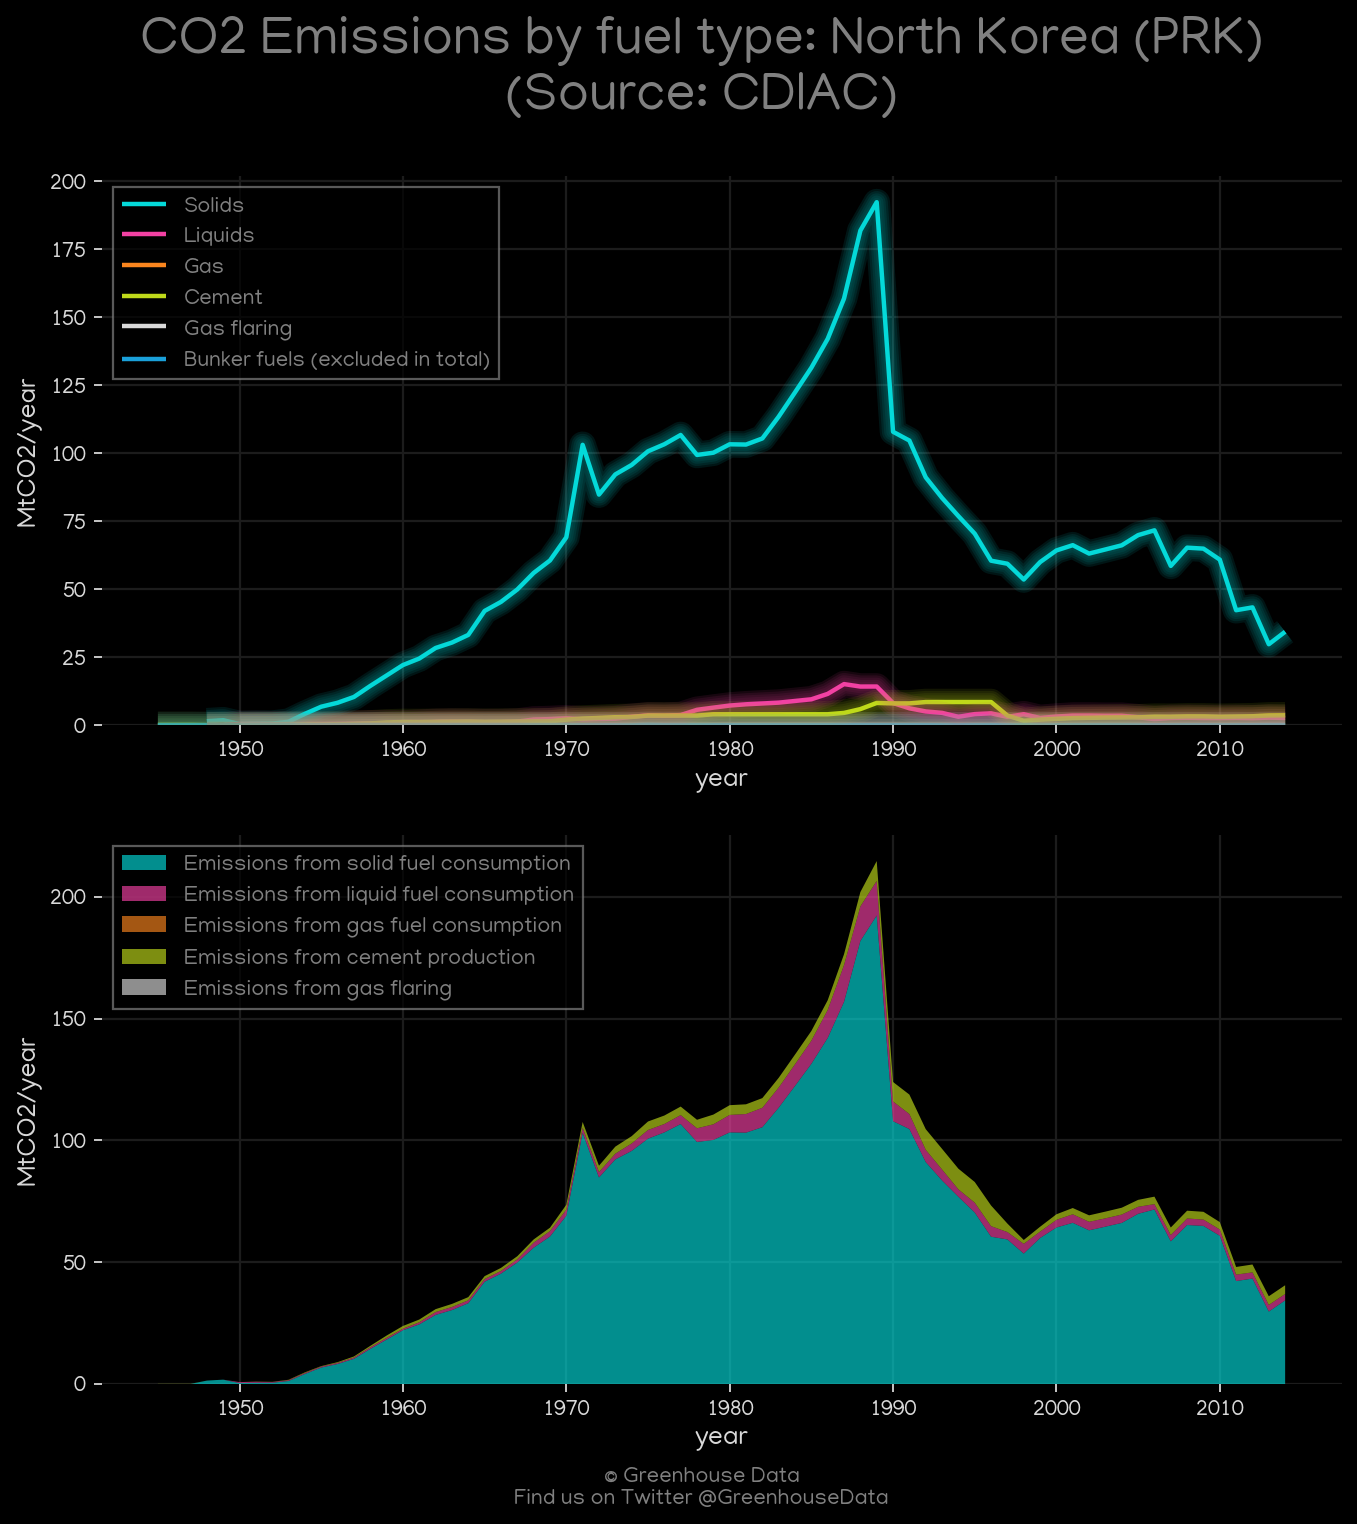 CO2 Emissions by fuel type: North Korea (PRK)
(Source: CDIAC)
200
175
150
125
100
75
50
25
0
MtCO2/year
Solids
Liquids
Gas
Cement
Gas flaring
Bunker fuels (excluded in total)
1950
1960
1970
1980
1990
2000
2010
year
200
150
100
50
0
MtCO2/year
Emissions from solid fuel consumption
Emissions from liquid fuel consumption
Emissions from gas fuel consumption
Emissions from cement production
Emissions from gas flaring
1950
1960
1970
1980
1990
2000
2010
year
© Greenhouse Data
Find us on Twitter @GreenhouseData